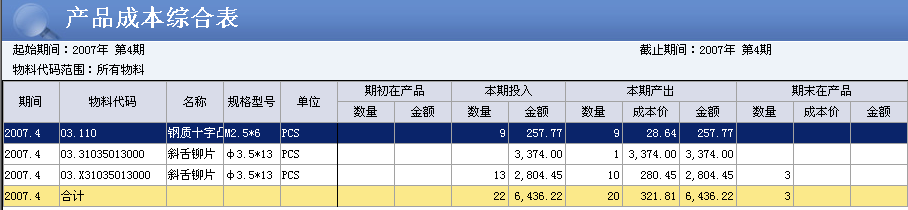 产品成本综合表
起始期间：2007年 第4期 截止期间：2007年 第4期
物料代码范围：所有物料
期间 物料代码 名称 规格型号 单位 期初在产品 本期投入 本期产出 期末在产品
数量 金额 数量 金额 数量 成本价 金额 数量 成本价 金额
2007.4 03.110 钢质十字凸 M2.5*6 PCS 9 257.77 9 28.64 257.77
2007.4 03.31035013000 斜舌铆片 φ3.5*13 PCS 3,374.00 1 3,374.00 3,374.00
2007.4 03.X31035013000 斜舌铆片 φ3.5*13 PCS 13 2,804.45 10 280.45 2,804.45 3
2007.4 合计 22 6,436.22 20 321.81 6,436.22 3